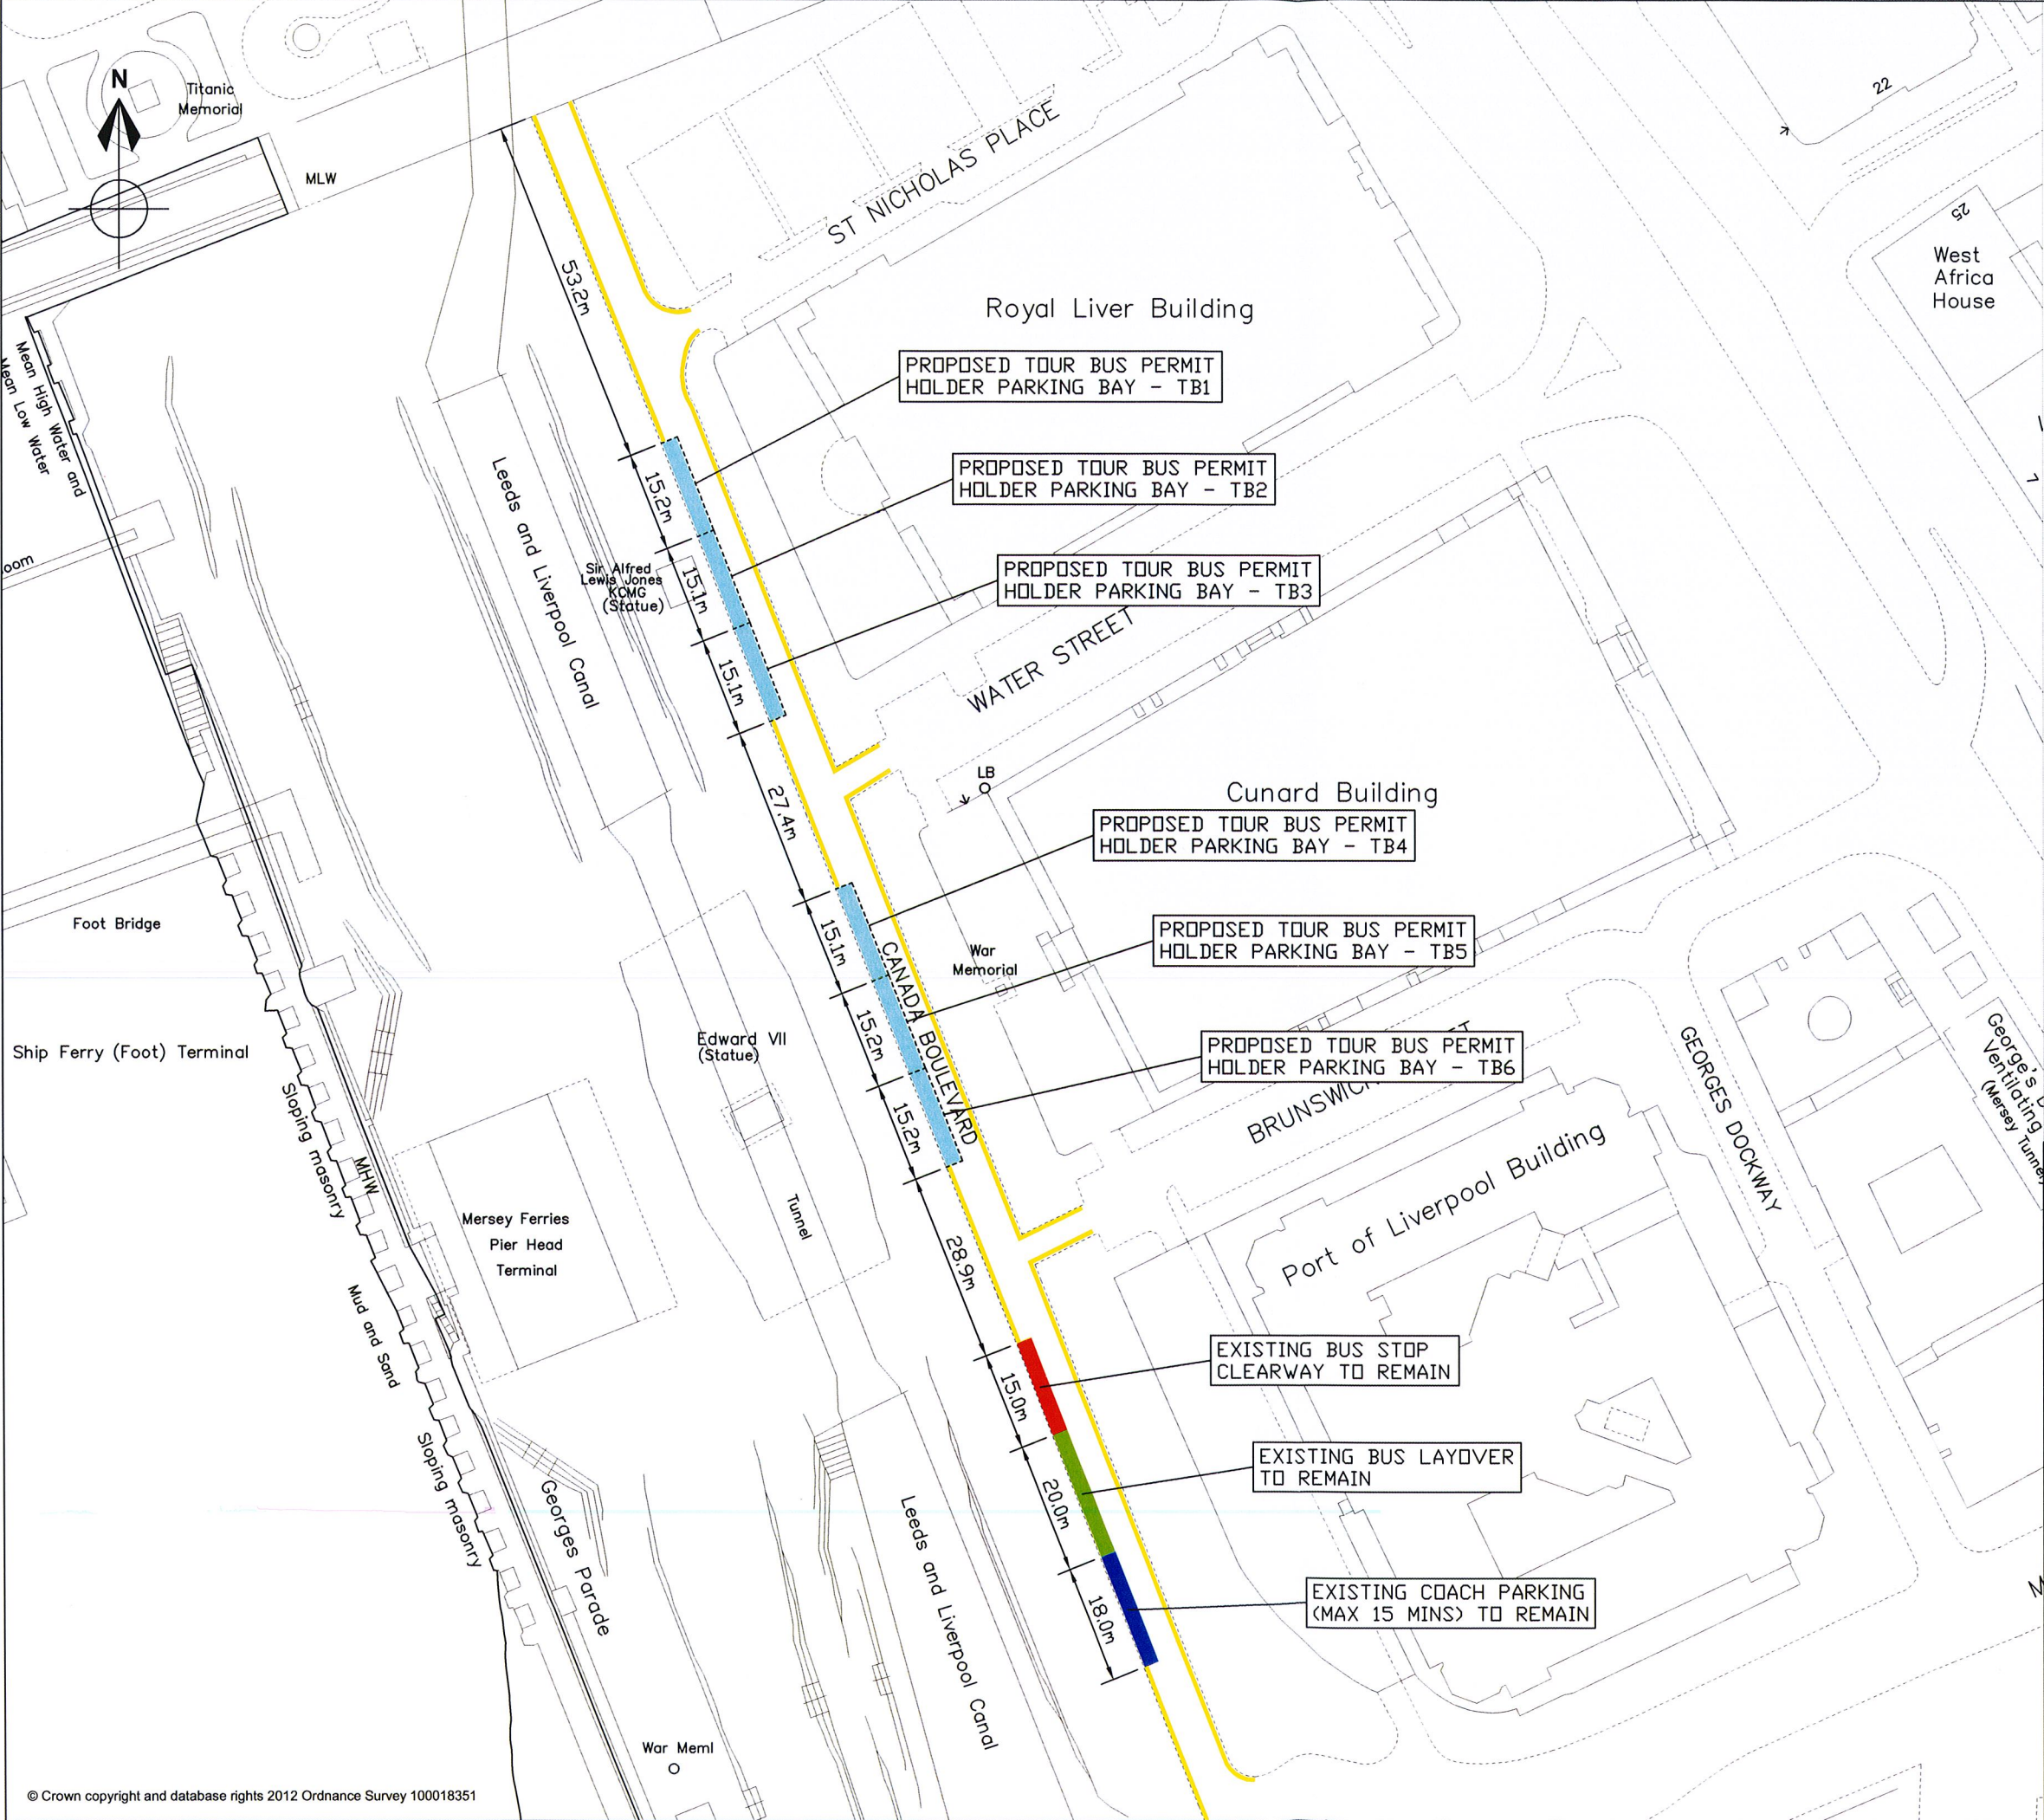 N
Titanic
Memorial
MLW
22
25
West
Africa
House
ST NICHOLAS PLACE
53.2m
Royal Liver Building
PROPOSED TOUR BUS PERMIT
HOLDER PARKING BAY - TB1
Mean High Water and
Mean Low Water
PROPOSED TOUR BUS PERMIT
HOLDER PARKING BAY - TB2
15.2m
Leeds and Liverpool Canal
oom
Sir Alfred
Lewis Jones
KCMG
(Statue)
15.1m
PROPOSED TOUR BUS PERMIT
HOLDER PARKING BAY - TB3
WATER STREET
15.1m
LB
27.4m
Cunard Building
PROPOSED TOUR BUS PERMIT
HOLDER PARKING BAY - TB4
Foot Bridge
15.1m
CANADA BOULEVARD
War
Memorial
PROPOSED TOUR BUS PERMIT
HOLDER PARKING BAY - TB5
15.2m
Ship Ferry (Foot) Terminal
Edward VII
(Statue)
PROPOSED TOUR BUS PERMIT
HOLDER PARKING BAY - TB6
15.2m
BRUNSWICK
GEORGES DOCKWAY
George's
Ventilating
(Mersey Tunnel
Sloping masonry
MHW
Mersey Ferries
Pier Head
Terminal
Tunnel
28.9m
Port of Liverpool Building
Mud and Sand
EXISTING BUS STOP
CLEARWAY TO REMAIN
15.0m
Sloping masonry
Georges Parade
EXISTING BUS LAYOVER
TO REMAIN
20.0m
Leeds and Liverpool Canal
EXISTING COACH PARKING
(MAX 15 MINS) TO REMAIN
18.0m
War Meml
© Crown copyright and database rights 2012 Ordnance Survey 100018351